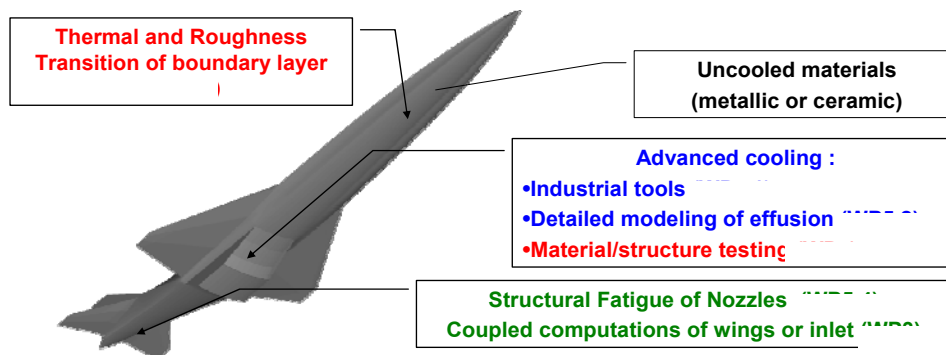 Thermal and Roughness
Transition of boundary layer
Uncooled materials
(metallic or ceramic)
Advanced cooling :
•Industrial tools
•Detailed modeling of effusion
•Material/structure testing
Structural Fatigue of Nozzles
Coupled computations of wings or inlet